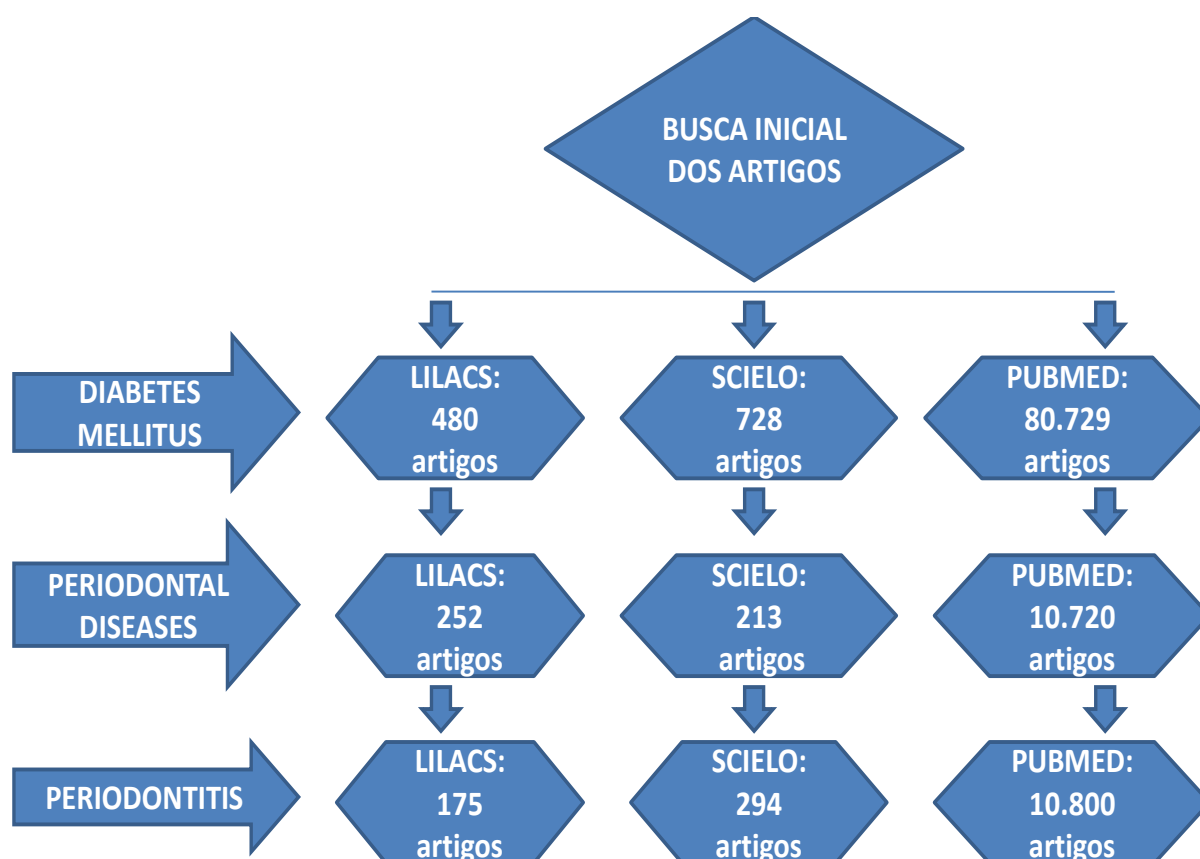 BUSCA INICIAL
DOS ARTIGOS
DIABETES
MELLITUS
LILACS:
480
artigos
SCIELO:
728
artigos
PUBMED:
80.729
artigos
PERIODONTAL
DISEASES
LILACS:
252
artigos
SCIELO:
213
artigos
PUBMED:
10.720
artigos
PERIODONTITIS
LILACS:
175
artigos
SCIELO:
294
artigos
PUBMED:
10.800
artigos